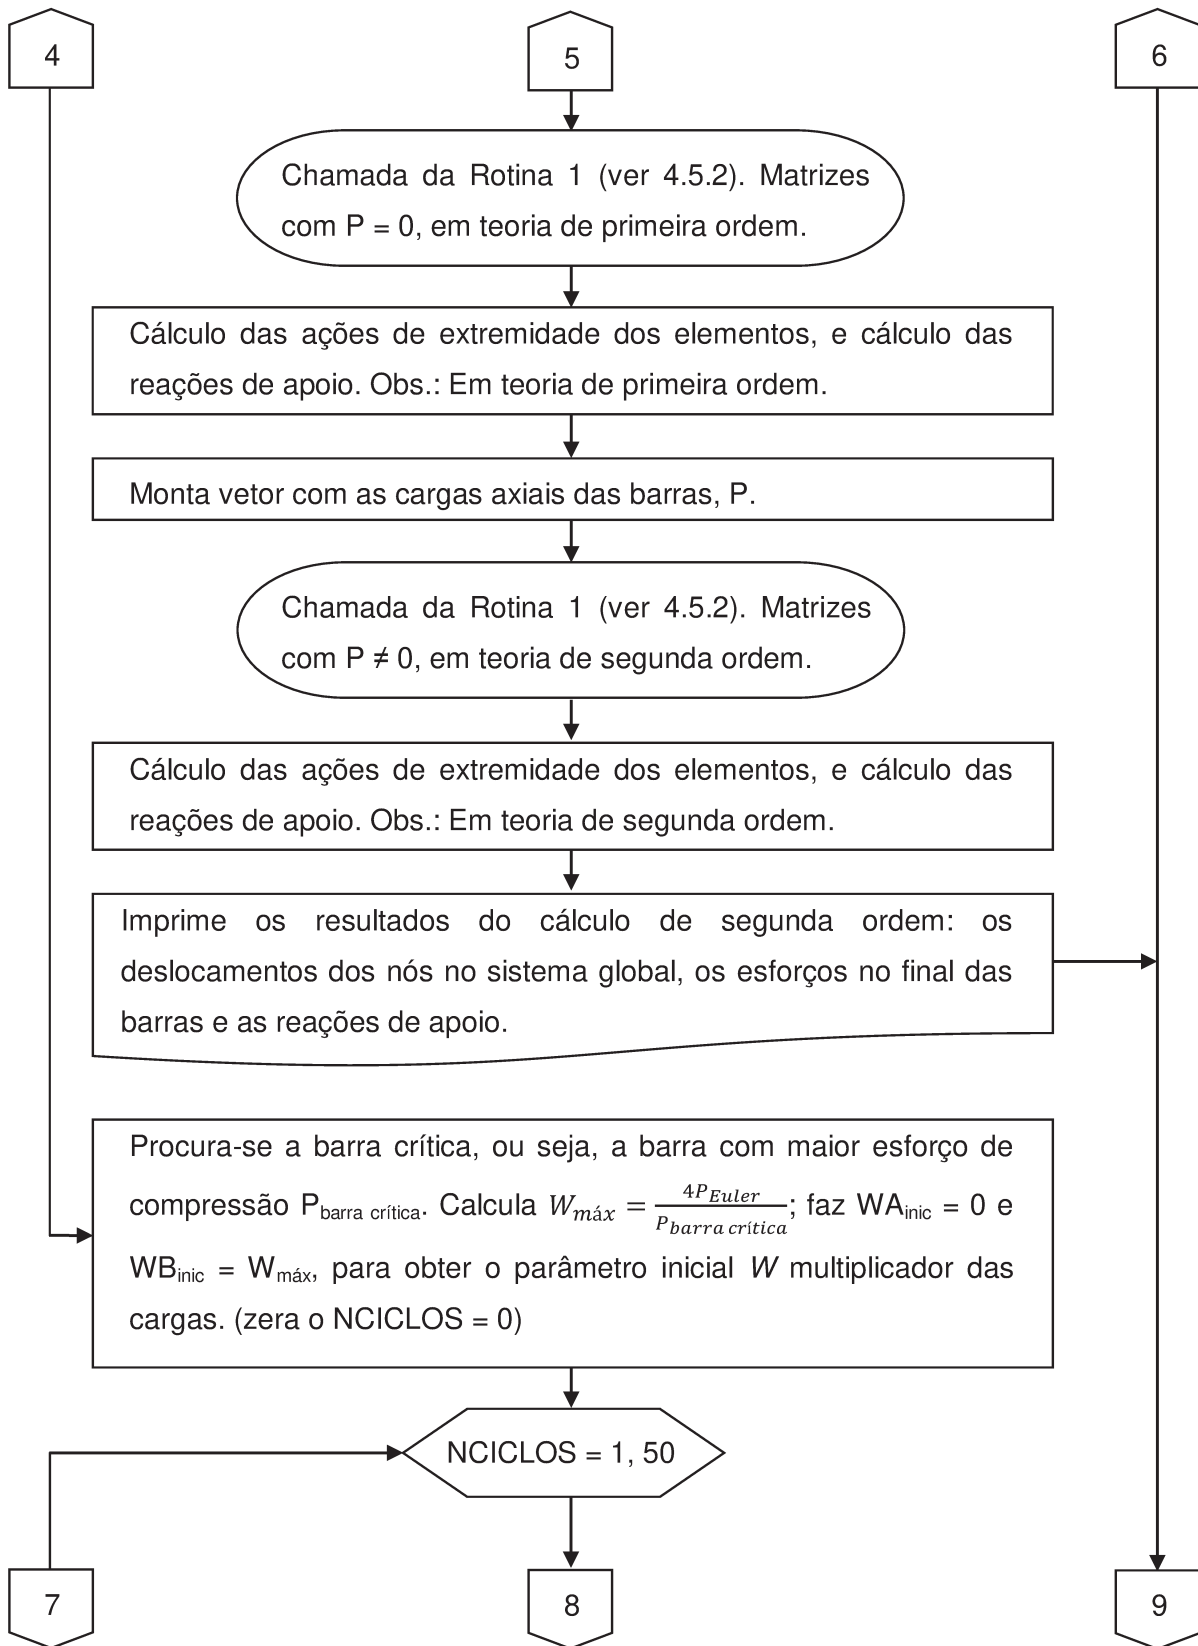 4
5
6
Chamada da Rotina 1 (ver 4.5.2). Matrizes
com P = 0, em teoria de primeira ordem.
Cálculo das ações de extremidade dos elementos, e cálculo das
reações de apoio. Obs.: Em teoria de primeira ordem.
Monta vetor com as cargas axiais das barras, P.
Chamada da Rotina 1 (ver 4.5.2). Matrizes
com P ≠ 0, em teoria de segunda ordem.
Cálculo das ações de extremidade dos elementos, e cálculo das
reações de apoio. Obs.: Em teoria de segunda ordem.
Imprime os resultados do cálculo de segunda ordem: os
deslocamentos dos nós no sistema global, os esforços no final das
barras e as reações de apoio.
Procura-se a barra crítica, ou seja, a barra com maior esforço de
compressão P_barra crítica. Calcula W_máx = 4P_Euler / P_barra crítica; faz WA_inic = 0 e
WB_inic = W_máx, para obter o parâmetro inicial W multiplicador das
cargas. (zera o NCICLOS = 0)
NCICLOS = 1, 50
7
8
9